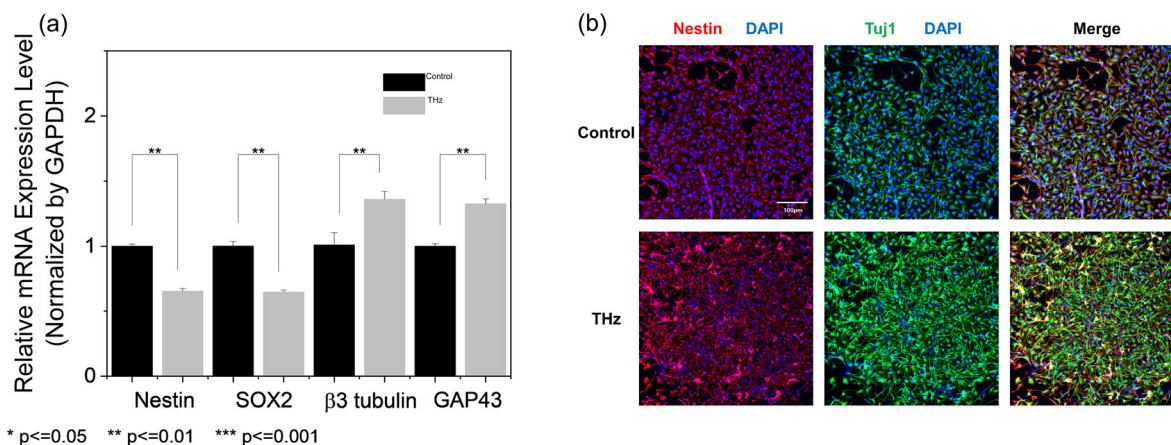 (a)
Relative mRNA Expression Level
(Normalized by GAPDH)
2
1
0
Control
THz
**
**
**
**
Nestin
SOX2
β3 tubulin
GAP43
* p<=0.05 ** p<=0.01 *** p<=0.001
(b)
Nestin DAPI
Tuj1 DAPI
Merge
Control
100μm
THz